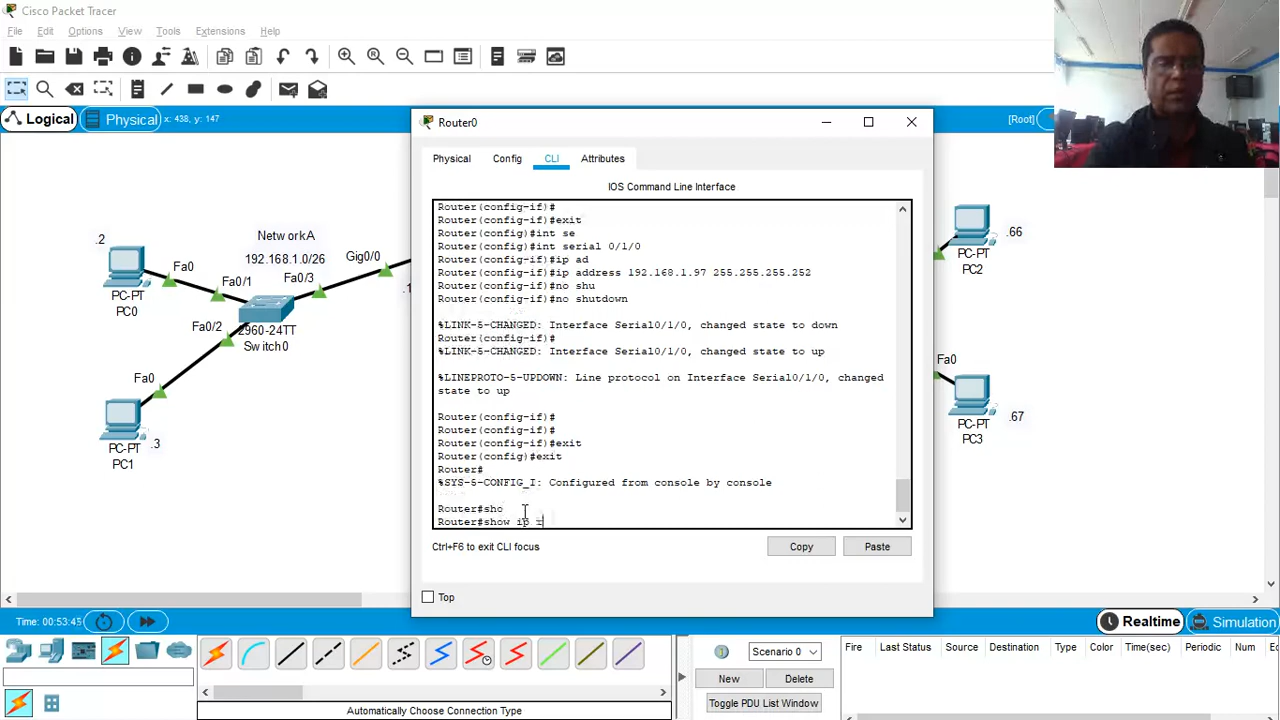 Cisco Packet Tracer
File Edit Options View Tools Extensions Help
Logical Physical x: 438, y: 147 [Root]
Router0
Physical Config CLI Attributes
IOS Command Line Interface
Router(config-if)#
Router(config-if)#exit
Router(config)#int se
Router(config)#int serial 0/1/0
Router(config-if)#ip ad
Router(config-if)#ip address 192.168.1.97 255.255.255.252
Router(config-if)#no shu
Router(config-if)#no shutdown
%LINK-5-CHANGED: Interface Serial0/1/0, changed state to down
Router(config-if)#
%LINK-5-CHANGED: Interface Serial0/1/0, changed state to up
%LINEPROTO-5-UPDOWN: Line protocol on Interface Serial0/1/0, changed
state to up
Router(config-if)#
Router(config-if)#
Router(config-if)#exit
Router(config)#exit
Router#
%SYS-5-CONFIG_I: Configured from console by console
Router#sho
Router#show ip
Ctrl+F6 to exit CLI focus
Copy Paste
Top
NetworkA
192.168.1.0/26
.2
Fa0
Fa0/1
Fa0/3
Gig0/0
PC-PT
PC0
Fa0/2
2960-24TT
Switch0
Fa0
PC-PT
PC1
.3
.66
PC-PT
PC2
Fa0
.67
PC-PT
PC3
Time: 00:53:45 Realtime Simulation
Scenario 0
New Delete
Toggle PDU List Window
Fire Last Status Source Destination Type Color Time(sec) Periodic Num
Automatically Choose Connection Type